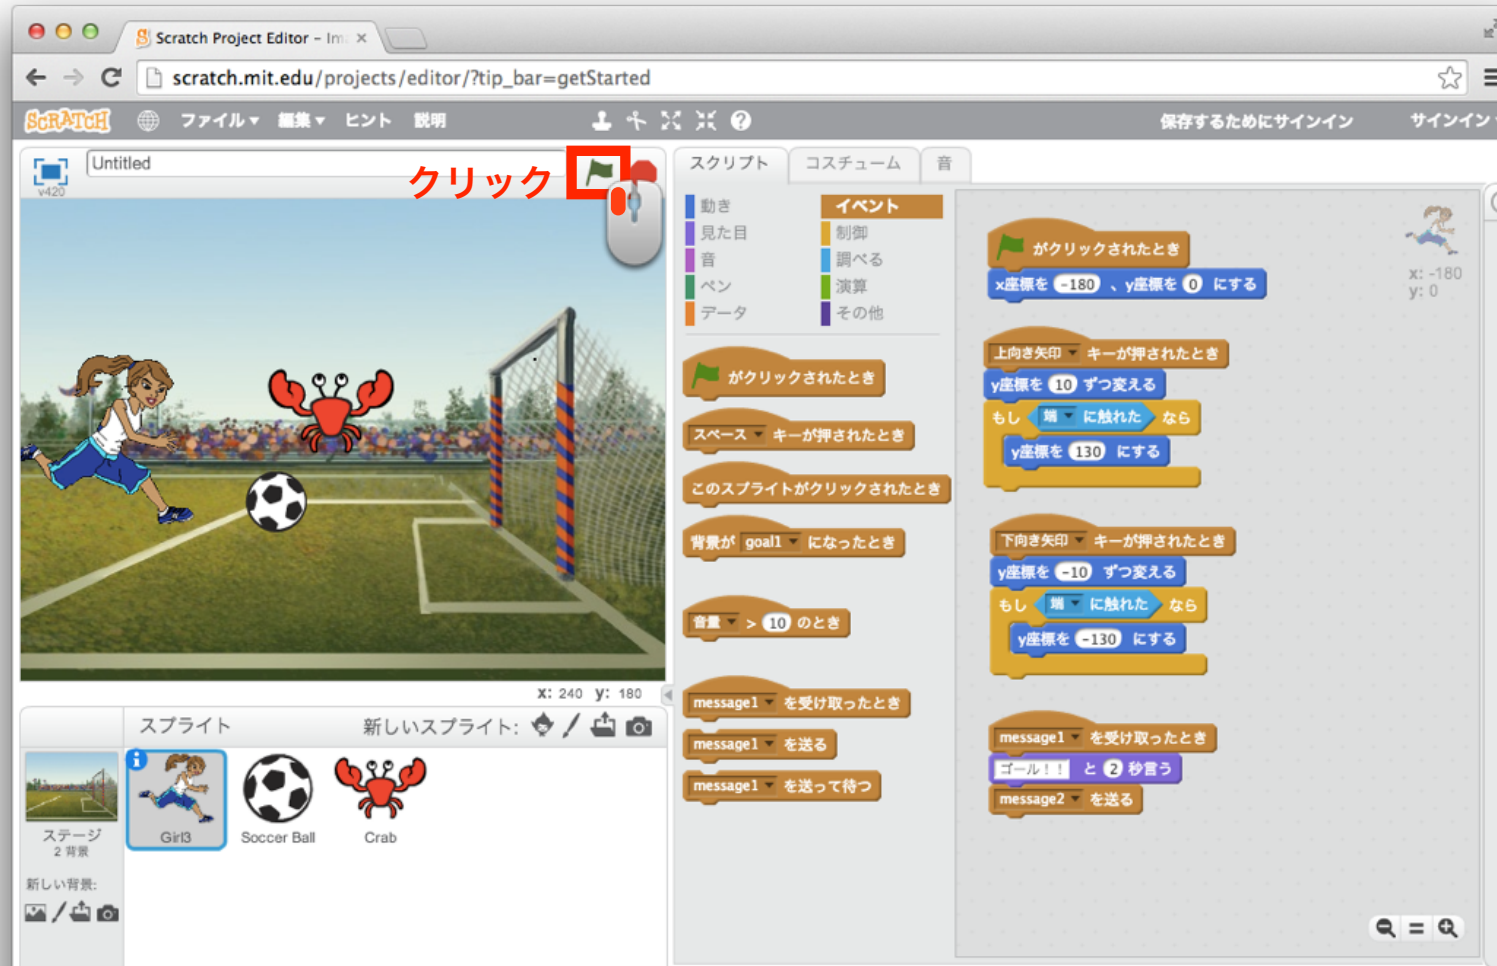 Scratch Project Editor - Im
scratch.mit.edu/projects/editor/?tip_bar=getStarted
SCRATCH ファイル 編集 ヒント 説明 保存するためにサインイン サインイン
v420
Untitled
クリック
スクリプト コスチューム 音
動き イベント
見た目 制御
音 調べる
ペン 演算
データ その他
がクリックされたとき
スペース キーが押されたとき
このスプライトがクリックされたとき
背景が goal1 になったとき
音量 > 10 のとき
message1 を受け取ったとき
message1 を送る
message1 を送って待つ
がクリックされたとき
x座標を -180 、y座標を 0 にする
上向き矢印 キーが押されたとき
y座標を 10 ずつ変える
もし 端 に触れた なら
y座標を 130 にする
下向き矢印 キーが押されたとき
y座標を -10 ずつ変える
もし 端 に触れた なら
y座標を -130 にする
message1 を受け取ったとき
ゴール！！ と 2 秒言う
message2 を送る
x: -180
y: 0
x: 240 y: 180
スプライト 新しいスプライト:
ステージ
2 背景
新しい背景:
Girl3
Soccer Ball
Crab